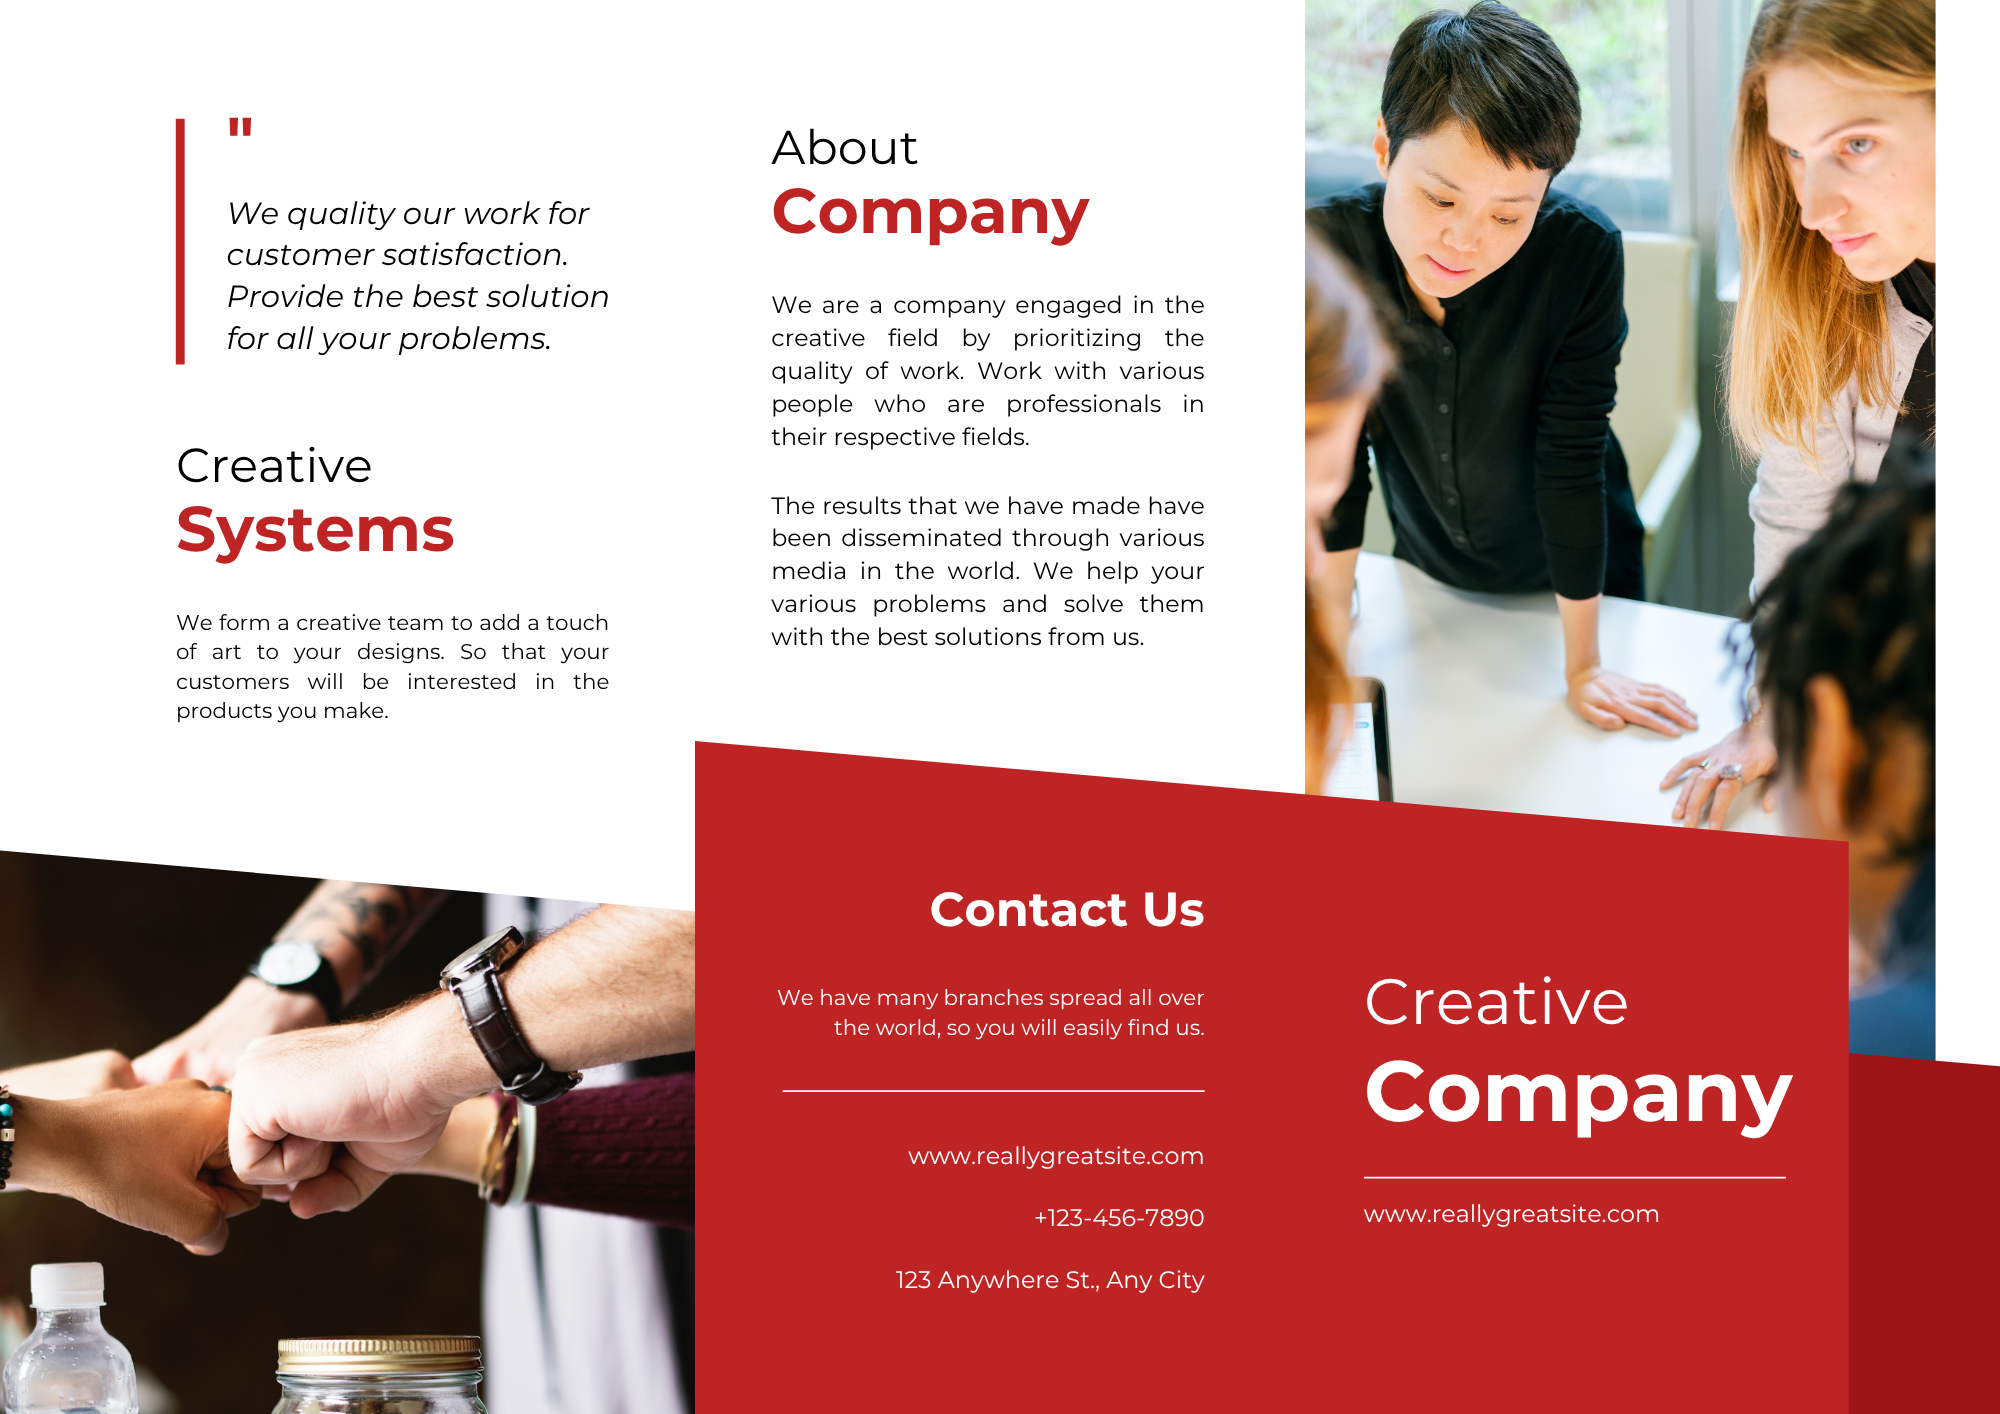 "
We quality our work for
customer satisfaction.
Provide the best solution
for all your problems.
Creative
Systems
We form a creative team to add a touch
of art to your designs. So that your
customers will be interested in the
products you make.
About
Company
We are a company engaged in the
creative field by prioritizing the
quality of work. Work with various
people who are professionals in
their respective fields.
The results that we have made have
been disseminated through various
media in the world. We help your
various problems and solve them
with the best solutions from us.
Contact Us
We have many branches spread all over
the world, so you will easily find us.
www.reallygreatsite.com
+123-456-7890
123 Anywhere St., Any City
Creative
Company
www.reallygreatsite.com